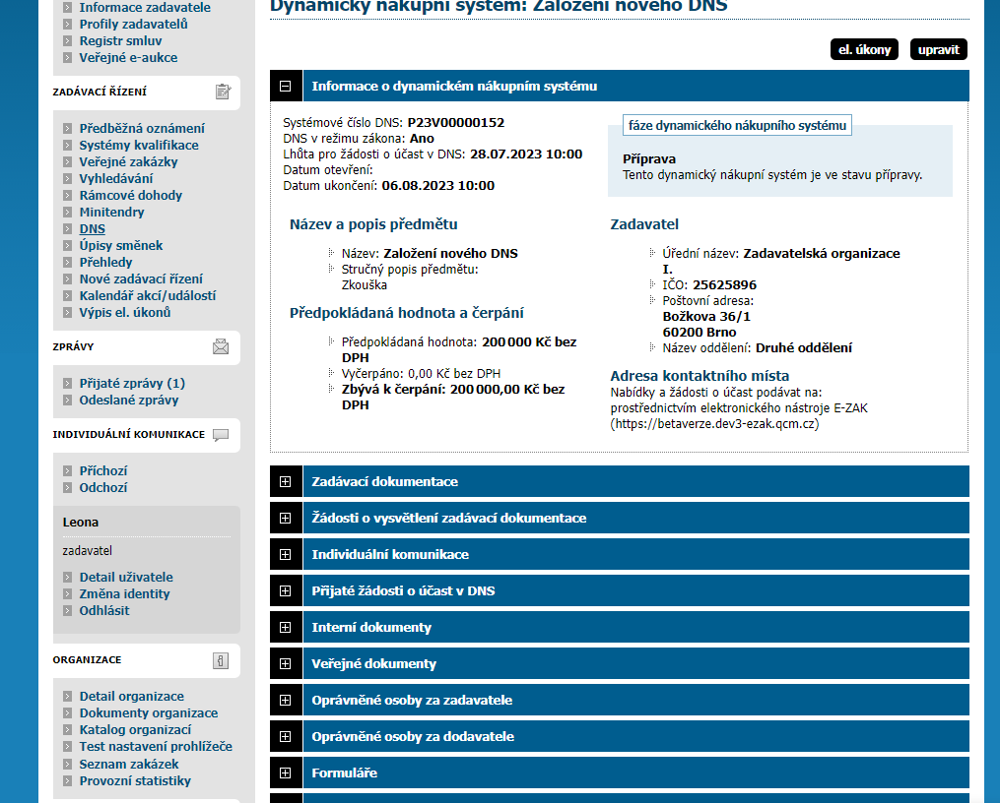 Informace zadavatele
Profily zadavatelů
Registr smluv
Veřejné e-aukce
ZADÁVACÍ ŘÍZENÍ
Předběžná oznámení
Systémy kvalifikace
Veřejné zakázky
Vyhledávání
Rámcové dohody
Minitendry
DNS
Úpisy směnek
Přehledy
Nové zadávací řízení
Kalendář akcí/událostí
Výpis el. úkonů
ZPRÁVY
Přijaté zprávy (1)
Odeslané zprávy
INDIVIDUÁLNÍ KOMUNIKACE
Příchozí
Odchozí
Leona
zadavatel
Detail uživatele
Změna identity
Odhlásit
ORGANIZACE
Detail organizace
Dokumenty organizace
Katalog organizací
Test nastavení prohlížeče
Seznam zakázek
Provozní statistiky
Dynamický nákupní systém: Založení nového DNS
el. úkony
upravit
Informace o dynamickém nákupním systému
Systémové číslo DNS: P23V00000152
DNS v režimu zákona: Ano
Lhůta pro žádosti o účast v DNS: 28.07.2023 10:00
Datum otevření:
Datum ukončení: 06.08.2023 10:00
fáze dynamického nákupního systému
Příprava
Tento dynamický nákupní systém je ve stavu přípravy.
Název a popis předmětu
Název: Založení nového DNS
Stručný popis předmětu:
Zkouška
Předpokládaná hodnota a čerpání
Předpokládaná hodnota: 200 000 Kč bez
DPH
Vyčerpáno: 0,00 Kč bez DPH
Zbývá k čerpání: 200 000,00 Kč bez
DPH
Zadavatel
Úřední název: Zadavatelská organizace
I.
IČO: 25625896
Poštovní adresa:
Božkova 36/1
60200 Brno
Název oddělení: Druhé oddělení
Adresa kontaktního místa
Nabídky a žádosti o účast podávat na:
prostřednictvím elektronického nástroje E-ZAK
(https://betaverze.dev3-ezak.qcm.cz)
Zadávací dokumentace
Žádosti o vysvětlení zadávací dokumentace
Individuální komunikace
Přijaté žádosti o účast v DNS
Interní dokumenty
Veřejné dokumenty
Oprávněné osoby za zadavatele
Oprávněné osoby za dodavatele
Formuláře